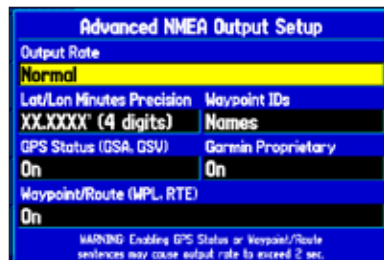 Advanced NMEA Output Setup
Output Rate
Normal
Lat/Lon Minutes Precision Waypoint IDs
XX.XXXX' (4 digits) Names
GPS Status (GSA, GSV) Garmin Proprietary
On On
Waypoint/Route (WPL, RTE)
On
WARNING: Enabling GPS Status or Waypoint/Route
sentences may cause output rate to exceed 2 sec.